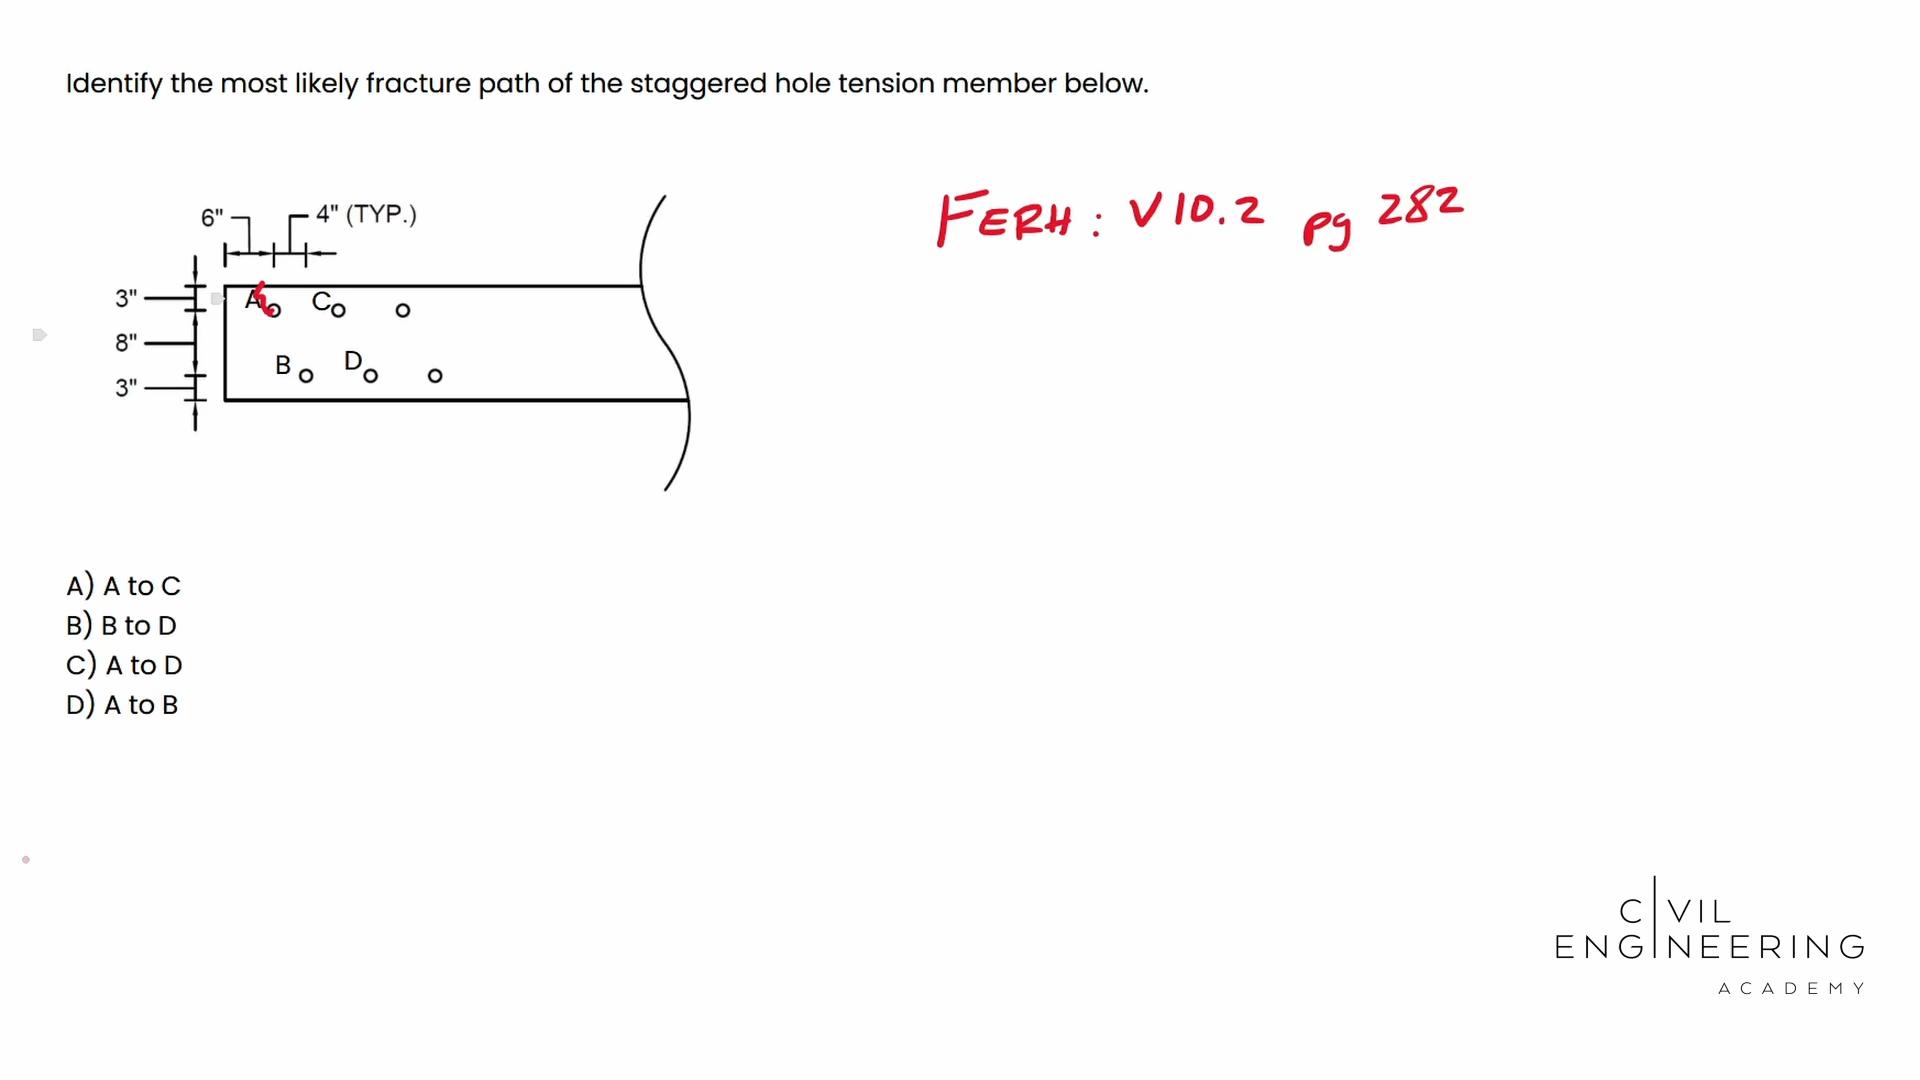 Identify the most likely fracture path of the staggered hole tension member below.
FERH: V10.2 pg 282
6" 4" (TYP.)
3" A C
8"
B D
3"
A) A to C
B) B to D
C) A to D
D) A to B
CIVIL
ENGINEERING
ACADEMY